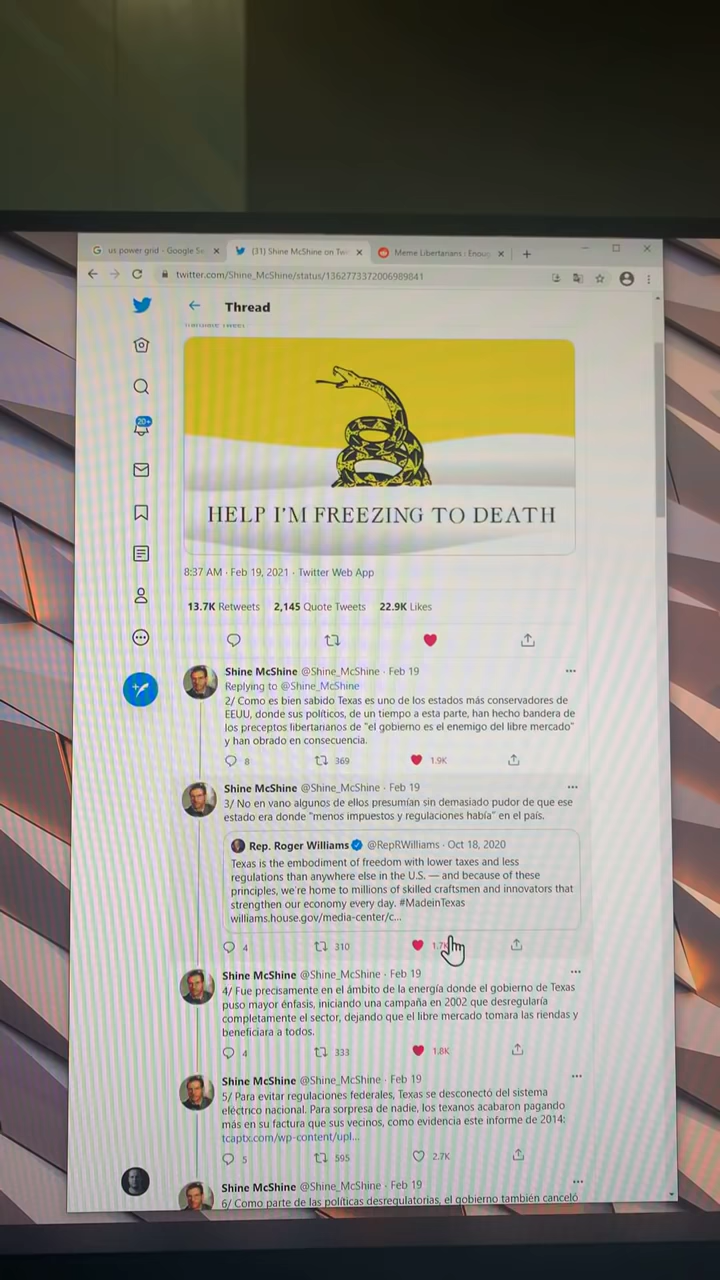 us power grid - Google Se
(31) Shine McShine on Twi
Meme Libertarians : Enoug
twitter.com/Shine_McShine/status/1362773372006989841
Thread
Translate Tweet
20+
HELP I'M FREEZING TO DEATH
8:37 AM · Feb 19, 2021 · Twitter Web App
13.7K Retweets 2,145 Quote Tweets 22.9K Likes
Shine McShine @Shine_McShine · Feb 19
Replying to @Shine_McShine
2/ Como es bien sabido Texas es uno de los estados más conservadores de
EEUU, donde sus políticos, de un tiempo a esta parte, han hecho bandera de
los preceptos libertarianos de "el gobierno es el enemigo del libre mercado"
y han obrado en consecuencia.
8 369 1.9K
Shine McShine @Shine_McShine · Feb 19
3/ No en vano algunos de ellos presumían sin demasiado pudor de que ese
estado era donde "menos impuestos y regulaciones había" en el país.
Rep. Roger Williams @RepRWilliams · Oct 18, 2020
Texas is the embodiment of freedom with lower taxes and less
regulations than anywhere else in the U.S. — and because of these
principles, we're home to millions of skilled craftsmen and innovators that
strengthen our economy every day. #MadeinTexas
williams.house.gov/media-center/c...
4 310 1.7K
Shine McShine @Shine_McShine · Feb 19
4/ Fue precisamente en el ámbito de la energía donde el gobierno de Texas
puso mayor énfasis, iniciando una campaña en 2002 que desregularía
completamente el sector, dejando que el libre mercado tomara las riendas y
beneficiara a todos.
4 333 1.8K
Shine McShine @Shine_McShine · Feb 19
5/ Para evitar regulaciones federales, Texas se desconectó del sistema
eléctrico nacional. Para sorpresa de nadie, los texanos acabaron pagando
más en su factura que sus vecinos, como evidencia este informe de 2014:
tcaptx.com/wp-content/upl...
5 595 2.7K
Shine McShine @Shine_McShine · Feb 19
6/ Como parte de las políticas desregulatorias, el gobierno también canceló